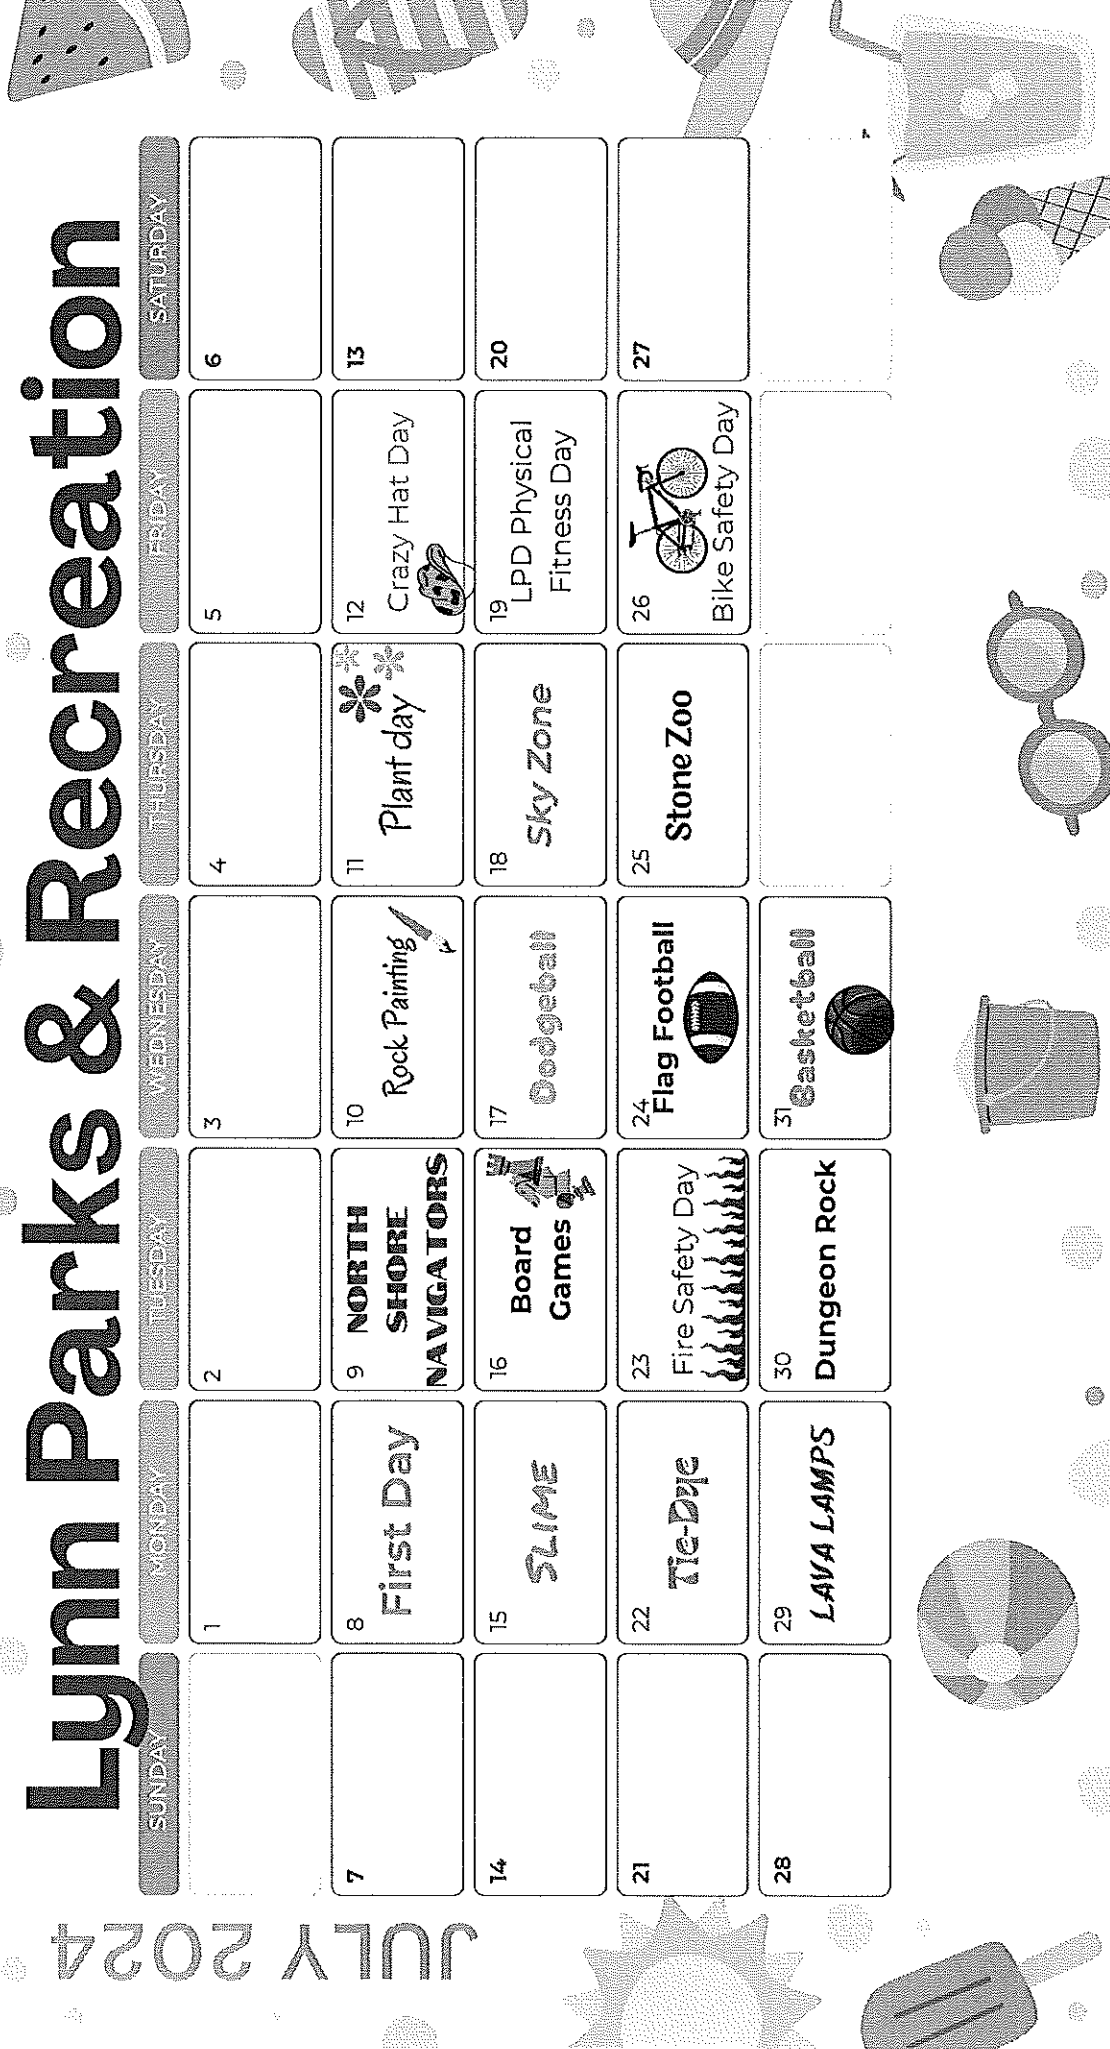 Lynn Parks & Recreation
JULY 2024
SUNDAY MONDAY TUESDAY WEDNESDAY THURSDAY FRIDAY SATURDAY
1 2 3 4 5 6
7
8
First Day
9
NORTH
SHORE
NAVIGATORS
10
Rock Painting
11
Plant day
12
Crazy Hat Day
13
14
15
SLIME
16
Board
Games
17
Dodgeball
18
Sky Zone
19
LPD Physical
Fitness Day
20
21
22
Tie-Dye
23
Fire Safety Day
24
Flag Football
25
Stone Zoo
26
Bike Safety Day
27
28
29
LAVA LAMPS
30
Dungeon Rock
31
Basketball